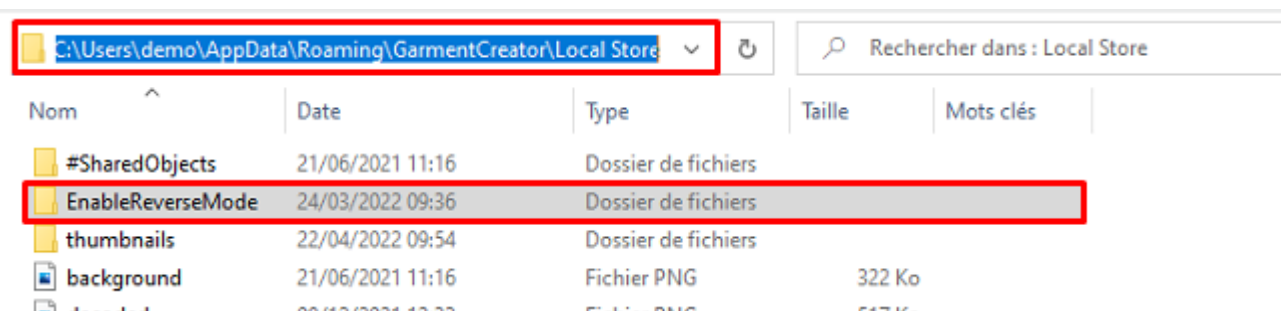 C:\Users\demo\AppData\Roaming\GarmentCreator\Local Store Rechercher dans : Local Store
Nom Date Type Taille Mots clés
#SharedObjects 21/06/2021 11:16 Dossier de fichiers
EnableReverseMode 24/03/2022 09:36 Dossier de fichiers
thumbnails 22/04/2022 09:54 Dossier de fichiers
background 21/06/2021 11:16 Fichier PNG 322 Ko